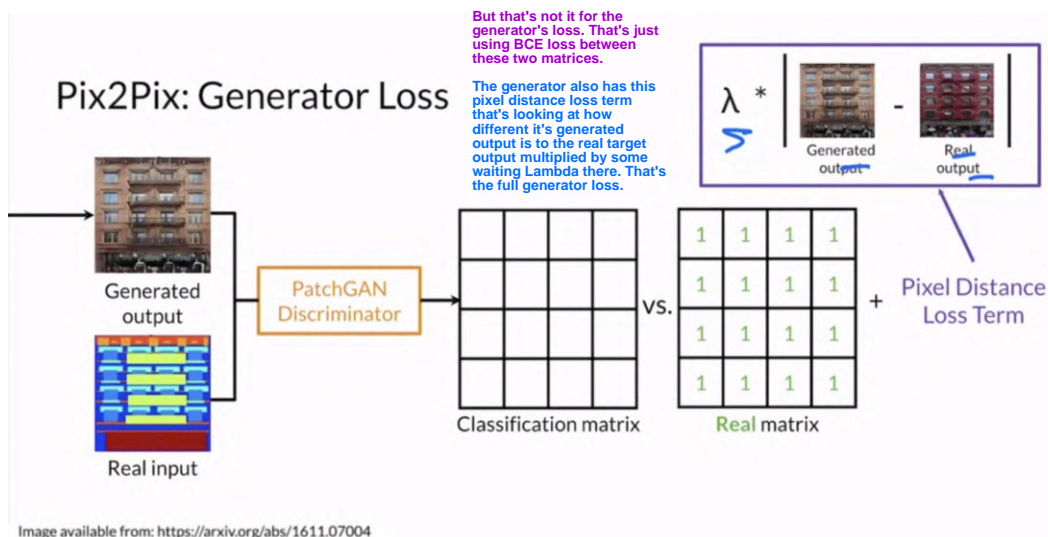 But that's not it for the
generator's loss. That's just
using BCE loss between
these two matrices.
Pix2Pix: Generator Loss
The generator also has this
pixel distance loss term
that's looking at how
different it's generated
output is to the real target
output multiplied by some
waiting Lambda there. That's
the full generator loss.
λ * | - |
Generated
output
Real
output
Generated
output
PatchGAN
Discriminator
Real input
Classification matrix
vs.
1 1 1 1
1 1 1 1
1 1 1 1
1 1 1 1
Real matrix
+
Pixel Distance
Loss Term
Image available from: https://arxiv.org/abs/1611.07004